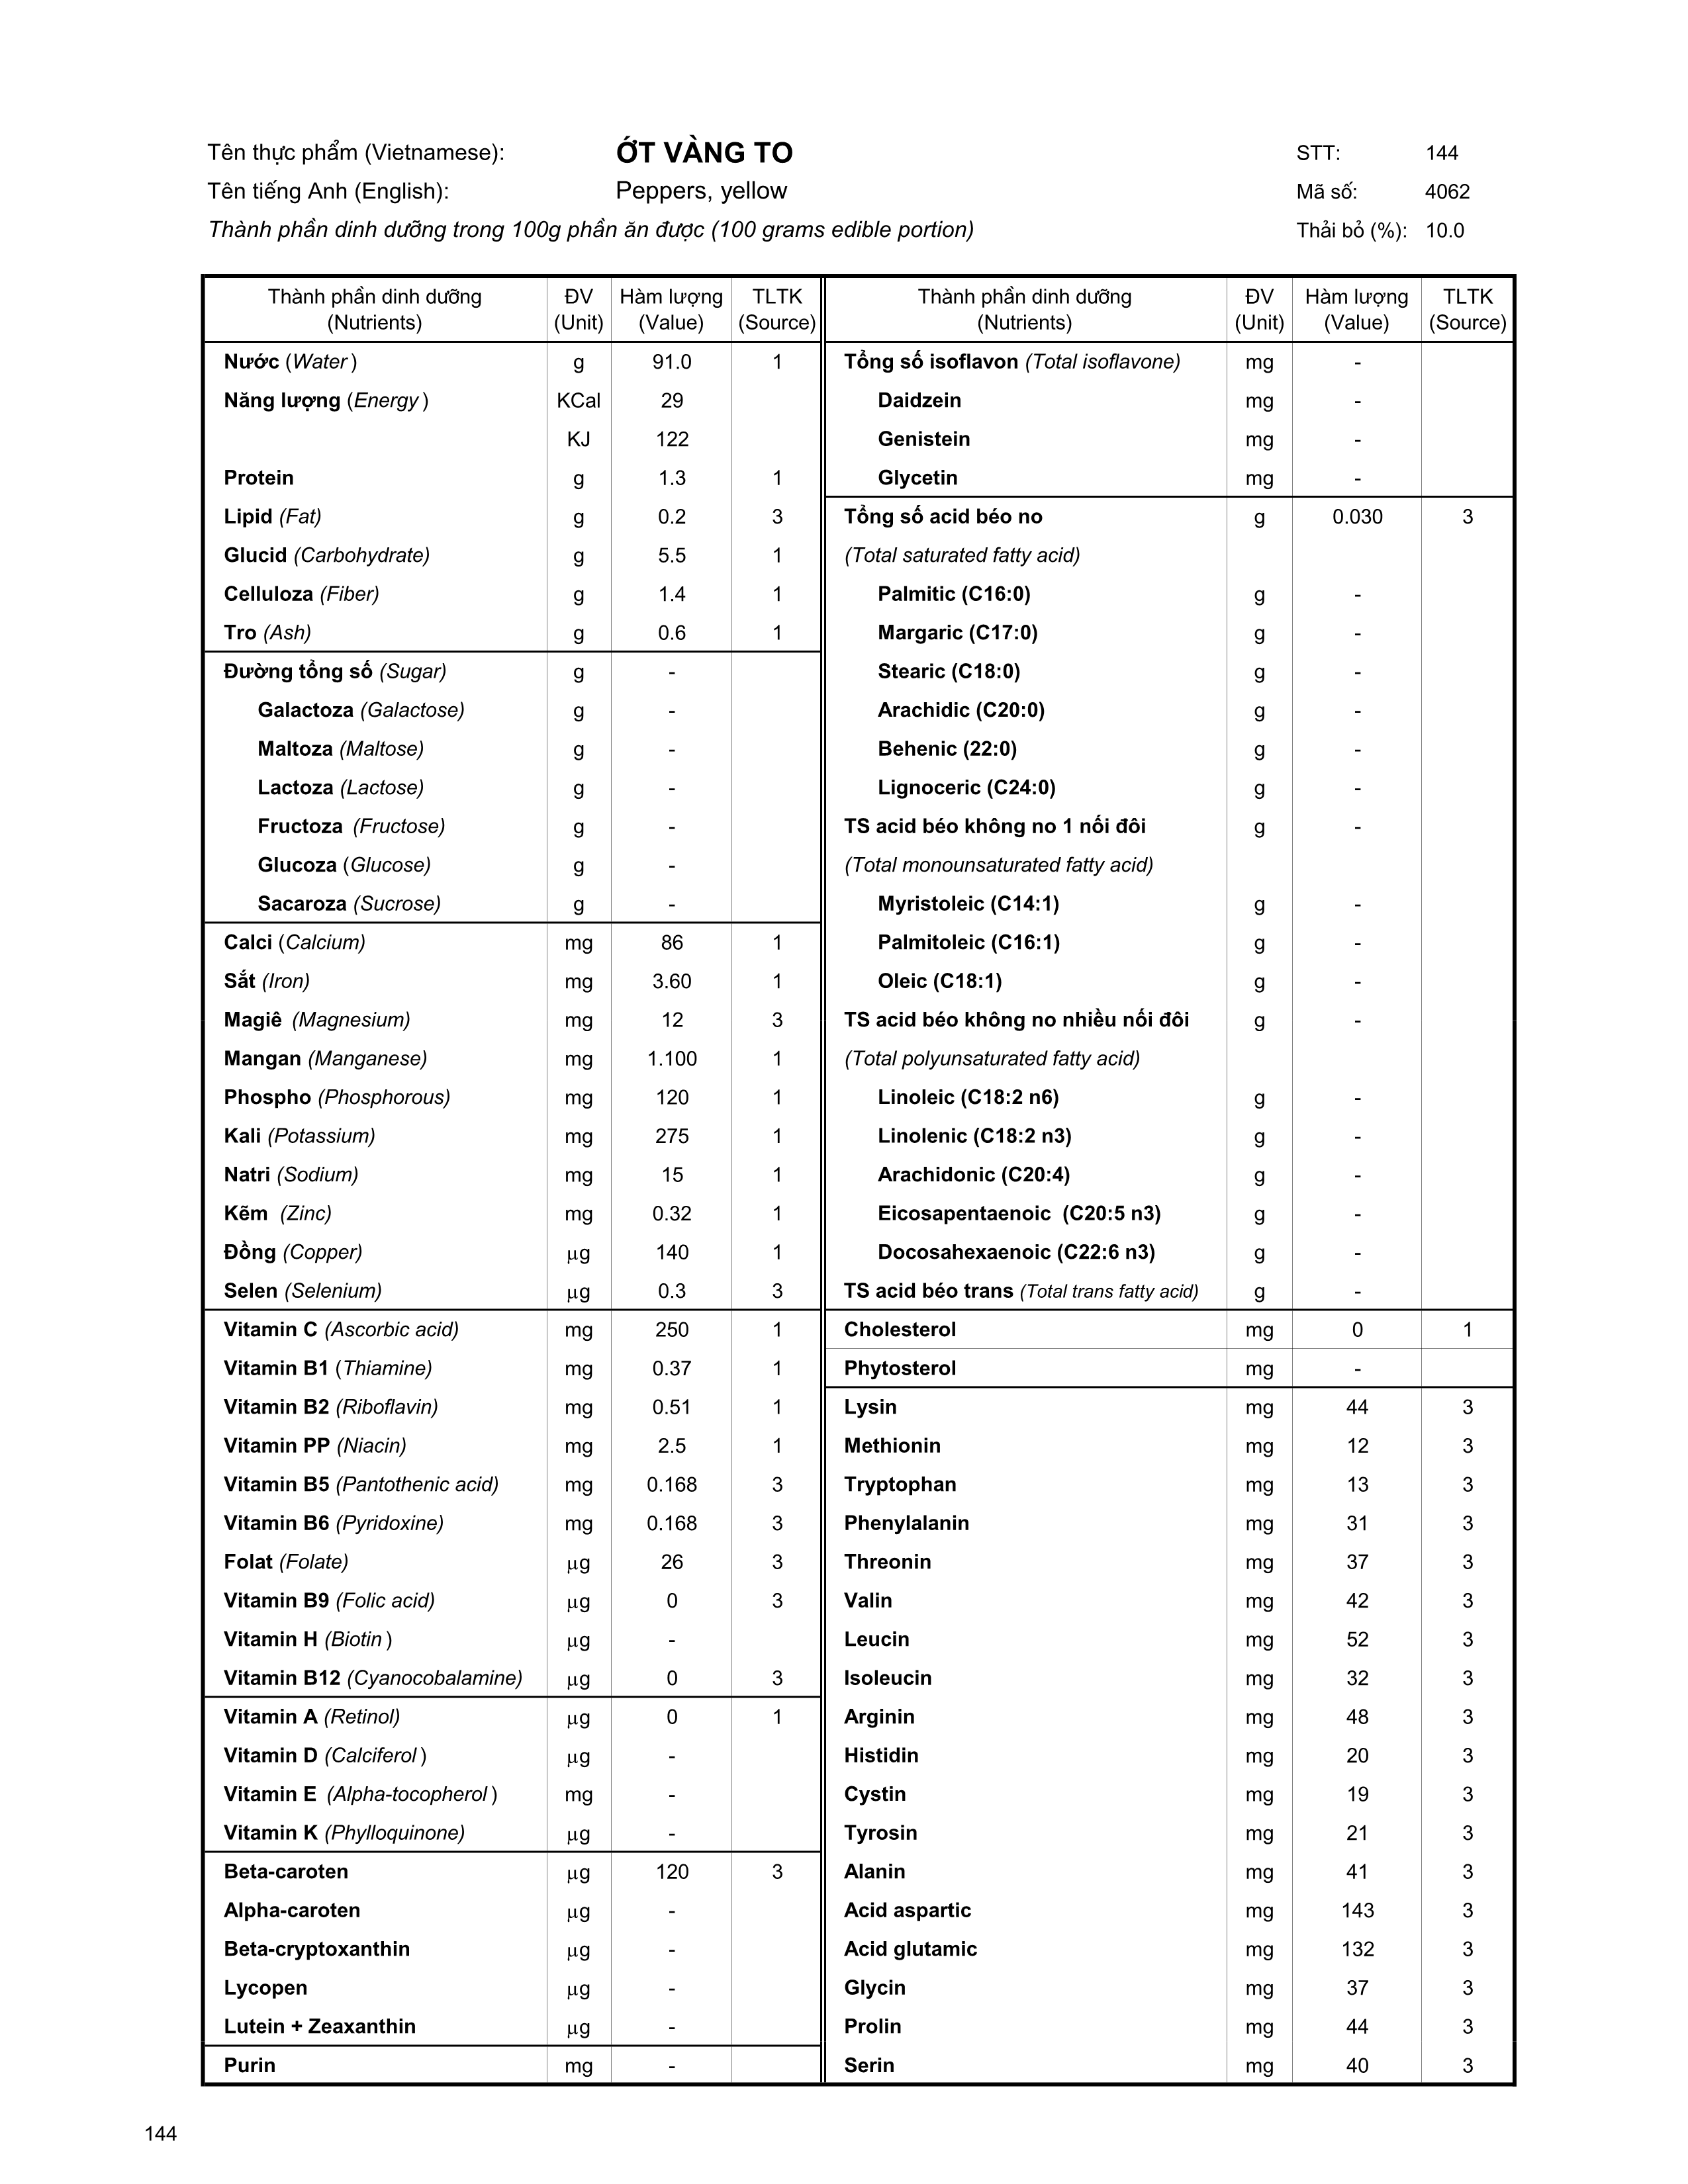 Tên thực phẩm (Vietnamese): ỚT VÀNG TO STT: 144
Tên tiếng Anh (English): Peppers, yellow Mã số: 4062
Thành phần dinh dưỡng trong 100g phần ăn được (100 grams edible portion) Thải bỏ (%): 10.0
Thành phần dinh dưỡng ĐV Hàm lượng TLTK
(Nutrients) (Unit) (Value) (Source)
Nước (Water) g 91.0 1
Năng lượng (Energy) KCal 29
KJ 122
Protein g 1.3 1
Lipid (Fat) g 0.2 3
Glucid (Carbohydrate) g 5.5 1
Celluloza (Fiber) g 1.4 1
Tro (Ash) g 0.6 1
Đường tổng số (Sugar) g -
Galactoza (Galactose) g -
Maltoza (Maltose) g -
Lactoza (Lactose) g -
Fructoza (Fructose) g -
Glucoza (Glucose) g -
Sacaroza (Sucrose) g -
Calci (Calcium) mg 86 1
Sắt (Iron) mg 3.60 1
Magiê (Magnesium) mg 12 3
Mangan (Manganese) mg 1.100 1
Phospho (Phosphorous) mg 120 1
Kali (Potassium) mg 275 1
Natri (Sodium) mg 15 1
Kẽm (Zinc) mg 0.32 1
Đồng (Copper) µg 140 1
Selen (Selenium) µg 0.3 3
Vitamin C (Ascorbic acid) mg 250 1
Vitamin B1 (Thiamine) mg 0.37 1
Vitamin B2 (Riboflavin) mg 0.51 1
Vitamin PP (Niacin) mg 2.5 1
Vitamin B5 (Pantothenic acid) mg 0.168 3
Vitamin B6 (Pyridoxine) mg 0.168 3
Folat (Folate) µg 26 3
Vitamin B9 (Folic acid) µg 0 3
Vitamin H (Biotin) µg -
Vitamin B12 (Cyanocobalamine) µg 0 3
Vitamin A (Retinol) µg 0 1
Vitamin D (Calciferol) µg -
Vitamin E (Alpha-tocopherol) mg -
Vitamin K (Phylloquinone) µg -
Beta-caroten µg 120 3
Alpha-caroten µg -
Beta-cryptoxanthin µg -
Lycopen µg -
Lutein + Zeaxanthin µg -
Purin mg -
Thành phần dinh dưỡng ĐV Hàm lượng TLTK
(Nutrients) (Unit) (Value) (Source)
Tổng số isoflavon (Total isoflavone) mg -
Daidzein mg -
Genistein mg -
Glycetin mg -
Tổng số acid béo no g 0.030 3
(Total saturated fatty acid)
Palmitic (C16:0) g -
Margaric (C17:0) g -
Stearic (C18:0) g -
Arachidic (C20:0) g -
Behenic (22:0) g -
Lignoceric (C24:0) g -
TS acid béo không no 1 nối đôi g -
(Total monounsaturated fatty acid)
Myristoleic (C14:1) g -
Palmitoleic (C16:1) g -
Oleic (C18:1) g -
TS acid béo không no nhiều nối đôi g -
(Total polyunsaturated fatty acid)
Linoleic (C18:2 n6) g -
Linolenic (C18:2 n3) g -
Arachidonic (C20:4) g -
Eicosapentaenoic (C20:5 n3) g -
Docosahexaenoic (C22:6 n3) g -
TS acid béo trans (Total trans fatty acid) g -
Cholesterol mg 0 1
Phytosterol mg -
Lysin mg 44 3
Methionin mg 12 3
Tryptophan mg 13 3
Phenylalanin mg 31 3
Threonin mg 37 3
Valin mg 42 3
Leucin mg 52 3
Isoleucin mg 32 3
Arginin mg 48 3
Histidin mg 20 3
Cystin mg 19 3
Tyrosin mg 21 3
Alanin mg 41 3
Acid aspartic mg 143 3
Acid glutamic mg 132 3
Glycin mg 37 3
Prolin mg 44 3
Serin mg 40 3
144